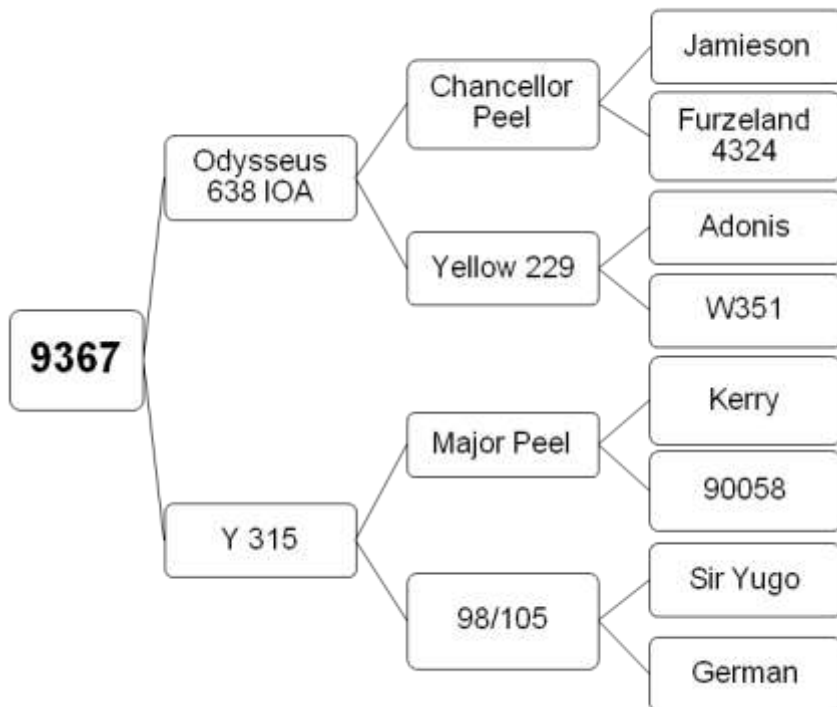 9367
Odysseus
638 IOA
Y 315
Chancellor
Peel
Yellow 229
Major Peel
98/105
Jamieson
Furzeland
4324
Adonis
W351
Kerry
90058
Sir Yugo
German